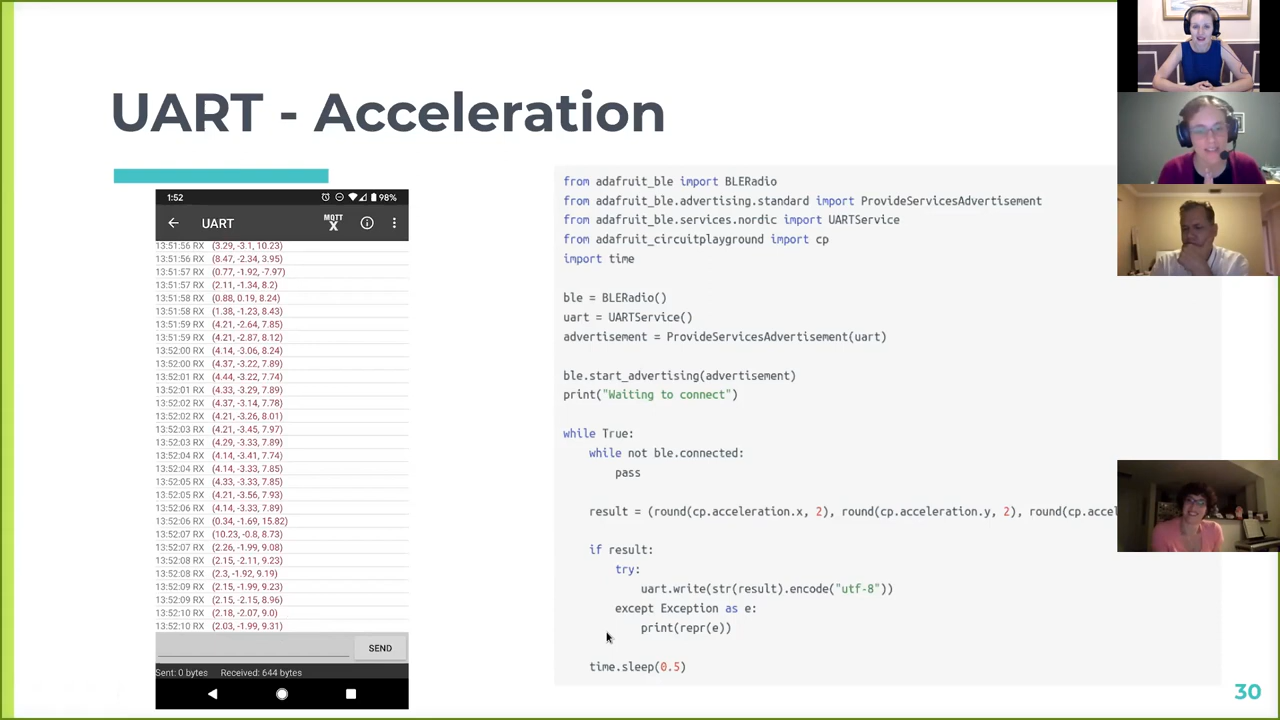 UART - Acceleration
1:52
98%
UART
MQTT
X
13:51:56 RX (3.29, -3.1, 10.23)
13:51:56 RX (8.47, -2.34, 3.95)
13:51:57 RX (0.77, -1.92, -7.97)
13:51:57 RX (2.11, -1.34, 8.2)
13:51:58 RX (0.88, 0.19, 8.24)
13:51:58 RX (1.38, -1.23, 8.43)
13:51:59 RX (4.21, -2.64, 7.85)
13:51:59 RX (4.21, -2.87, 8.12)
13:52:00 RX (4.14, -3.06, 8.24)
13:52:00 RX (4.37, -3.22, 7.89)
13:52:01 RX (4.44, -3.22, 7.74)
13:52:01 RX (4.33, -3.29, 7.89)
13:52:02 RX (4.37, -3.14, 7.78)
13:52:02 RX (4.21, -3.26, 8.01)
13:52:03 RX (4.21, -3.45, 7.97)
13:52:03 RX (4.29, -3.33, 7.89)
13:52:04 RX (4.14, -3.41, 7.74)
13:52:04 RX (4.14, -3.33, 7.85)
13:52:05 RX (4.33, -3.33, 7.85)
13:52:05 RX (4.21, -3.56, 7.93)
13:52:06 RX (4.14, -3.33, 7.89)
13:52:06 RX (0.34, -1.69, 15.82)
13:52:07 RX (10.23, -0.8, 8.73)
13:52:07 RX (2.26, -1.99, 9.08)
13:52:08 RX (2.15, -2.11, 9.23)
13:52:08 RX (2.3, -1.92, 9.19)
13:52:09 RX (2.15, -1.99, 9.23)
13:52:09 RX (2.15, -2.15, 8.96)
13:52:10 RX (2.18, -2.07, 9.0)
13:52:10 RX (2.03, -1.99, 9.31)
SEND
Sent: 0 bytes Received: 644 bytes
from adafruit_ble import BLERadio
from adafruit_ble.advertising.standard import ProvideServicesAdvertisement
from adafruit_ble.services.nordic import UARTService
from adafruit_circuitplayground import cp
import time
ble = BLERadio()
uart = UARTService()
advertisement = ProvideServicesAdvertisement(uart)
ble.start_advertising(advertisement)
print("Waiting to connect")
while True:
while not ble.connected:
pass
result = (round(cp.acceleration.x, 2), round(cp.acceleration.y, 2), round(cp.accel
if result:
try:
uart.write(str(result).encode("utf-8"))
except Exception as e:
print(repr(e))
time.sleep(0.5)
30